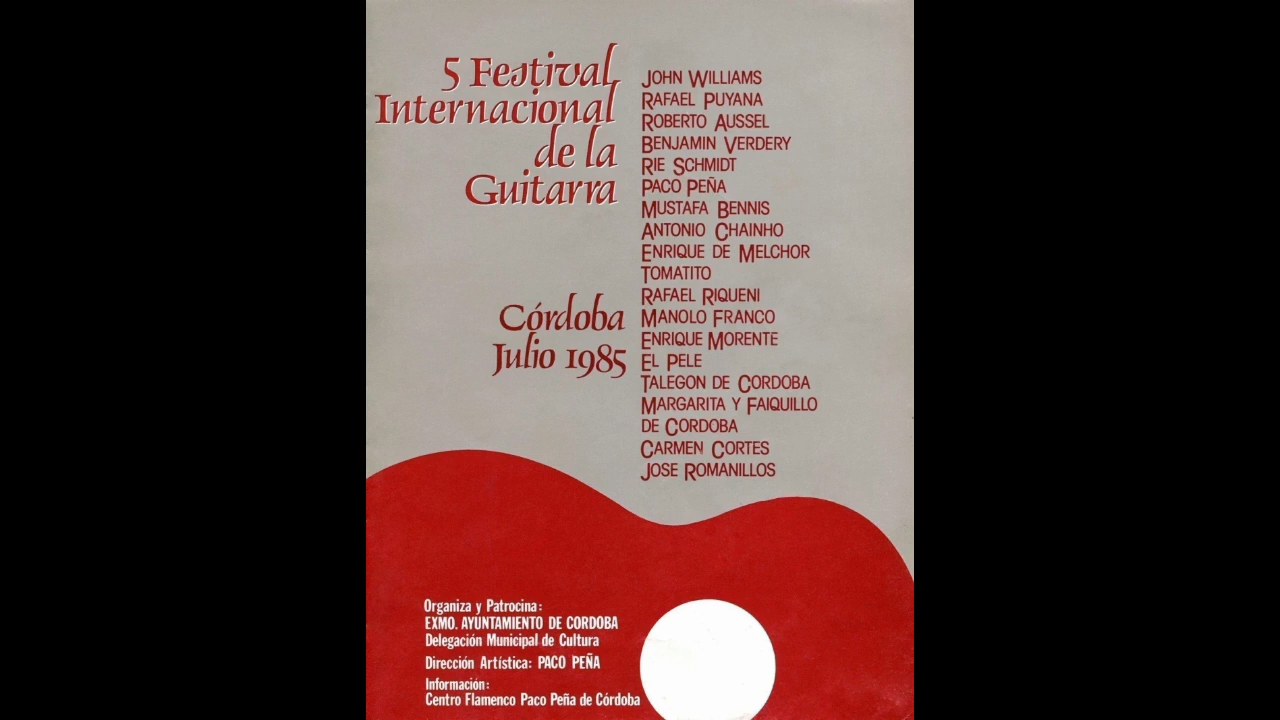 5 Festival
Internacional
de la
Guitarra
Córdoba
Julio 1985
JOHN WILLIAMS
RAFAEL PUYANA
ROBERTO AUSSEL
BENJAMIN VERDERY
RIE SCHMIDT
PACO PEÑA
MUSTAFA BENNIS
ANTONIO CHAINHO
ENRIQUE DE MELCHOR
TOMATITO
RAFAEL RIQUENI
MANOLO FRANCO
ENRIQUE MORENTE
EL PELE
TALEGON DE CORDOBA
MARGARITA Y FAIQUILLO
DE CORDOBA
CARMEN CORTES
JOSE ROMANILLOS
Organiza y Patrocina:
EXMO. AYUNTAMIENTO DE CORDOBA
Delegación Municipal de Cultura
Dirección Artística: PACO PEÑA
Información:
Centro Flamenco Paco Peña de Córdoba